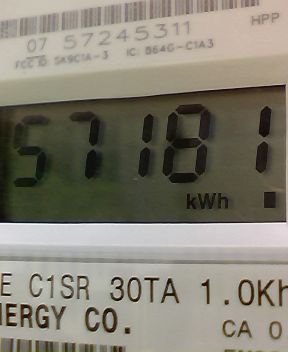 07 57245311
HPP
FCC ID: SK9C1A-3 IC: 864G-C1A3
57181
kWh
E C1SR 30TA 1.0Kh
NERGY CO.
CA 0